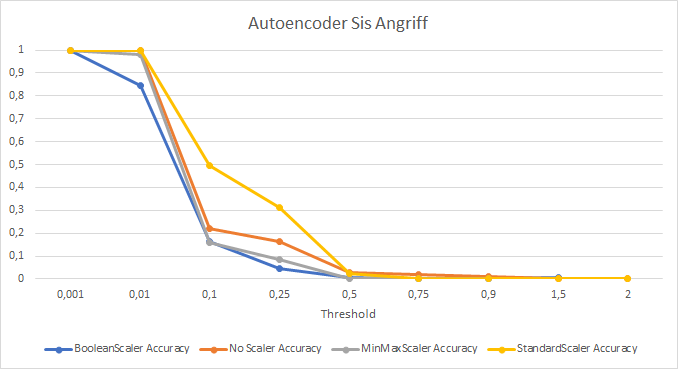 Autoencoder Sis Angriff
1
0,9
0,8
0,7
0,6
0,5
0,4
0,3
0,2
0,1
0
0,001 0,01 0,1 0,25 0,5 0,75 0,9 1,5 2
Threshold
BooleanScaler Accuracy No Scaler Accuracy MinMaxScaler Accuracy StandardScaler Accuracy